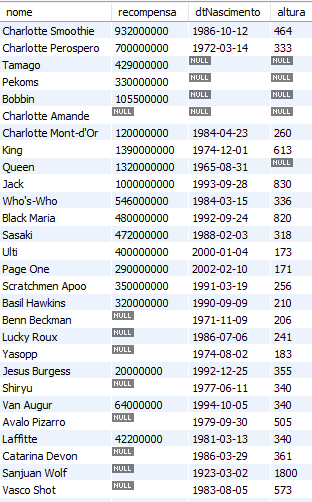 nome recompensa dtNascimento altura
Charlotte Smoothie 932000000 1986-10-12 464
Charlotte Perospero 700000000 1972-03-14 333
Tamago 429000000 NULL NULL
Pekoms 330000000 NULL NULL
Bobbin 105500000 NULL NULL
Charlotte Amande NULL NULL NULL
Charlotte Mont-d'Or 120000000 1984-04-23 260
King 1390000000 1974-12-01 613
Queen 1320000000 1965-08-31 NULL
Jack 1000000000 1993-09-28 830
Who's-Who 546000000 1984-03-15 336
Black Maria 480000000 1992-09-24 820
Sasaki 472000000 1988-02-03 318
Ulti 400000000 2000-01-04 173
Page One 290000000 2002-02-10 171
Scratchmen Apoo 350000000 1991-03-19 256
Basil Hawkins 320000000 1990-09-09 210
Benn Beckman NULL 1971-11-09 206
Lucky Roux NULL 1986-07-06 241
Yasopp NULL 1974-08-02 183
Jesus Burgess 20000000 1992-12-25 355
Shiryu NULL 1977-06-11 340
Van Augur 64000000 1994-10-05 340
Avalo Pizarro NULL 1979-09-30 505
Laffitte 42200000 1981-03-13 340
Catarina Devon NULL 1986-03-29 361
Sanjuan Wolf NULL 1923-03-02 1800
Vasco Shot NULL 1983-08-05 573